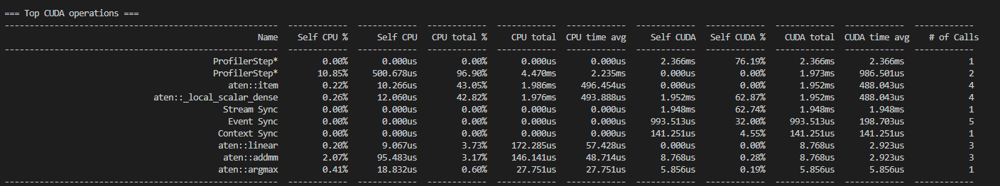 === Top CUDA operations ===
------------------------------------------------------- ------------ ------------ ------------ ------------ ------------ ------------ ------------ ------------ ------------ ------------
Name Self CPU % Self CPU CPU total % CPU total CPU time avg Self CUDA Self CUDA % CUDA total CUDA time avg # of Calls
------------------------------------------------------- ------------ ------------ ------------ ------------ ------------ ------------ ------------ ------------ ------------ ------------
ProfilerStep* 0.00% 0.000us 0.00% 0.000us 0.000us 2.366ms 76.19% 2.366ms 2.366ms 1
ProfilerStep* 10.85% 500.678us 96.90% 4.470ms 2.235ms 0.000us 0.00% 1.973ms 986.501us 2
aten::item 0.22% 10.266us 43.05% 1.986ms 496.454us 0.000us 0.00% 1.952ms 488.043us 4
aten::_local_scalar_dense 0.26% 12.060us 42.82% 1.976ms 493.888us 1.952ms 62.87% 1.952ms 488.043us 4
Stream Sync 0.00% 0.000us 0.00% 0.000us 0.000us 1.948ms 62.74% 1.948ms 1.948ms 1
Event Sync 0.00% 0.000us 0.00% 0.000us 0.000us 993.513us 32.00% 993.513us 198.703us 5
Context Sync 0.00% 0.000us 0.00% 0.000us 0.000us 141.251us 4.55% 141.251us 141.251us 1
aten::linear 0.20% 9.067us 3.73% 172.285us 57.428us 0.000us 0.00% 8.768us 2.923us 3
aten::addmm 2.07% 95.483us 3.17% 146.141us 48.714us 8.768us 0.28% 8.768us 2.923us 3
aten::argmax 0.41% 18.832us 0.60% 27.751us 27.751us 5.856us 0.19% 5.856us 5.856us 1
------------------------------------------------------- ------------ ------------ ------------ ------------ ------------ ------------ ------------ ------------ ------------ ------------